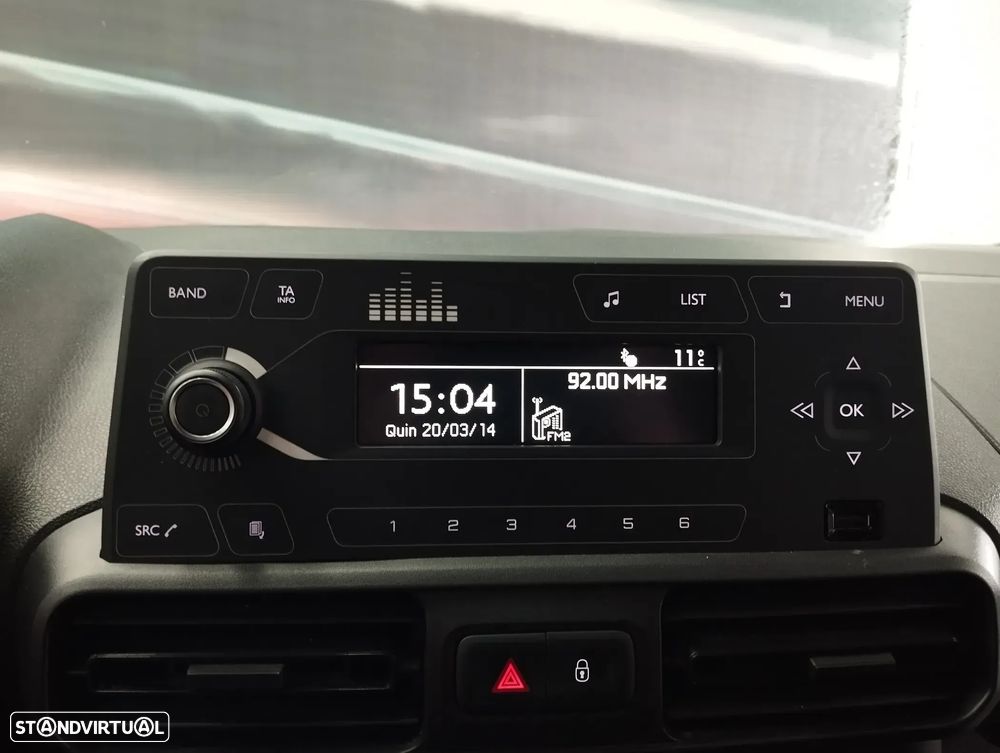 BAND
TA
INFO
LIST
MENU
11°C
92.00 MHz
15:04
Quin 20/03/14
FM2
OK
SRC
1 2 3 4 5 6
STANDVIRTUAL